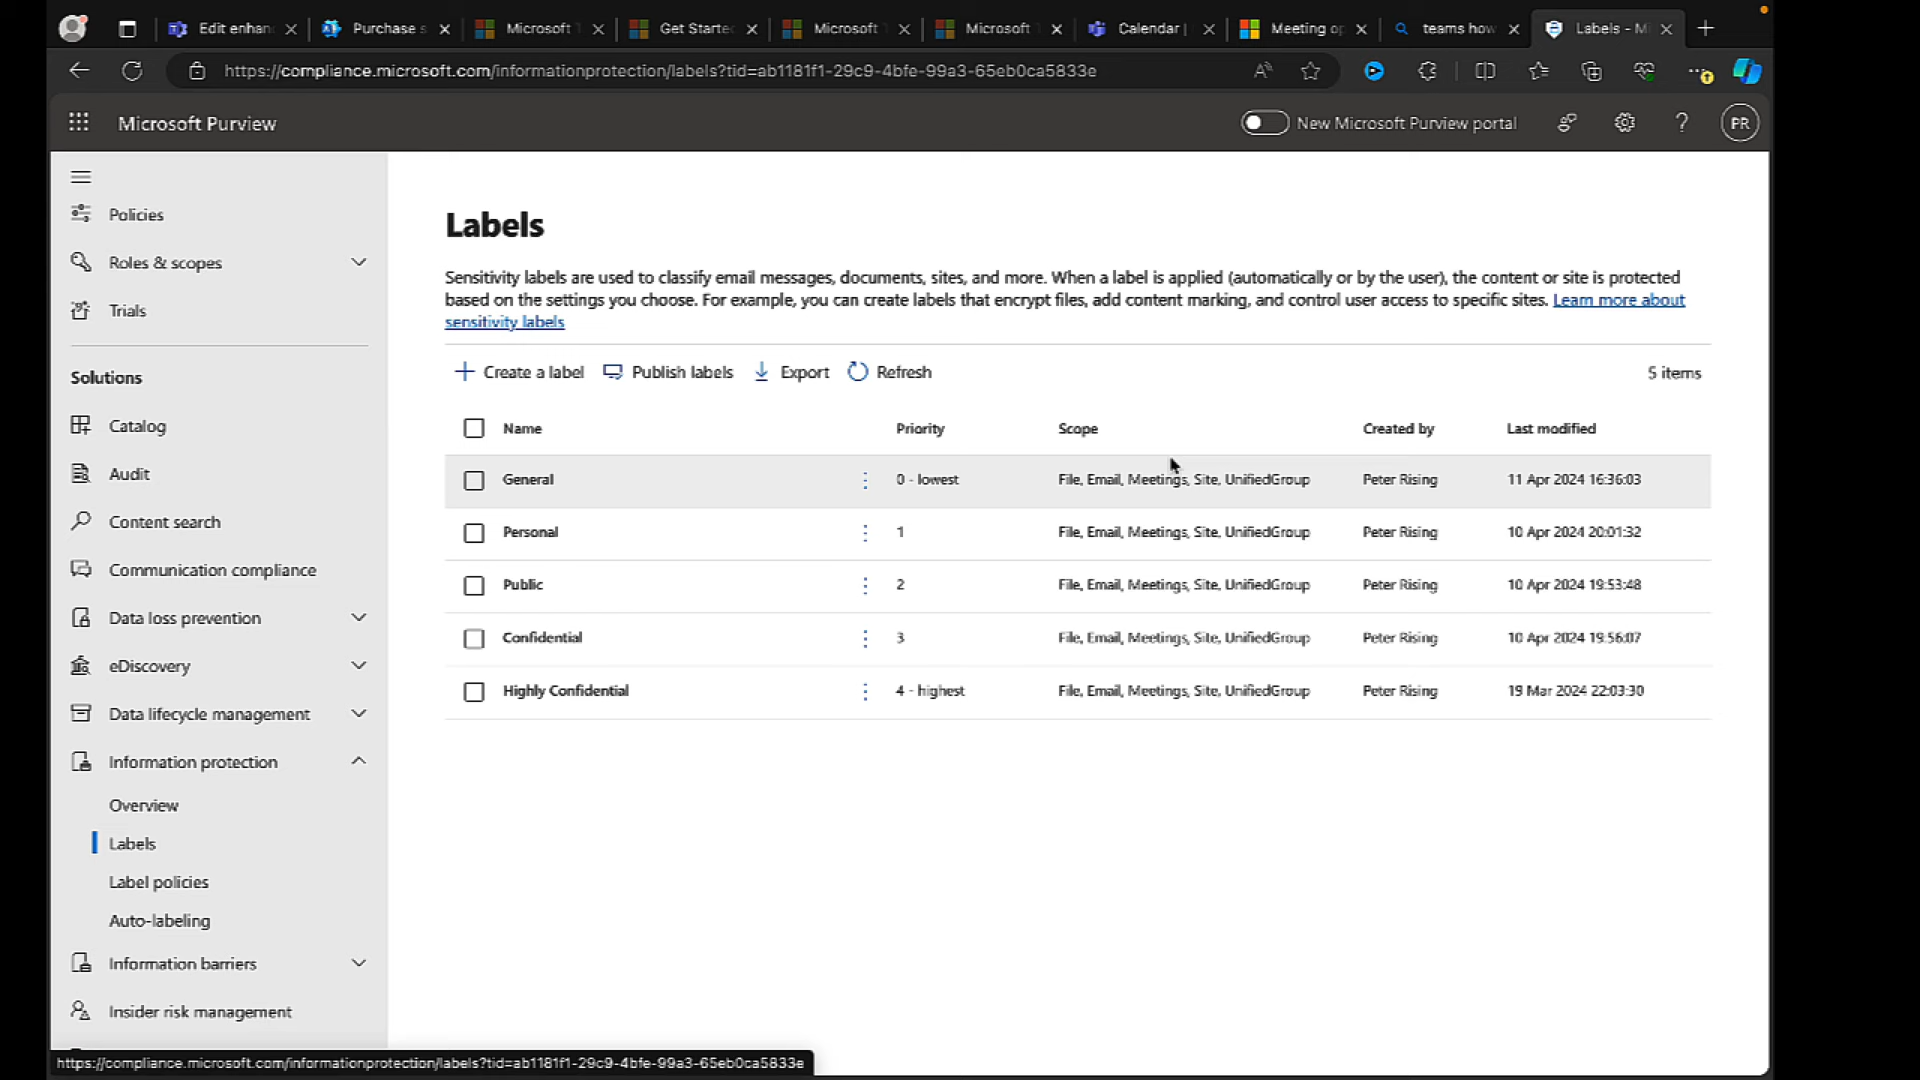 Edit enhan
Purchase s
Microsoft T
Get Starte
Microsoft T
Microsoft
Calendar |
Meeting op
teams how
Labels - Mi
https://compliance.microsoft.com/informationprotection/labels?tid=ab1181f1-29c9-4bfe-99a3-65eb0ca5833e
Microsoft Purview
New Microsoft Purview portal
PR
Policies
Roles & scopes
Trials
Solutions
Catalog
Audit
Content search
Communication compliance
Data loss prevention
eDiscovery
Data lifecycle management
Information protection
Overview
Labels
Label policies
Auto-labeling
Information barriers
Insider risk management
Labels
Sensitivity labels are used to classify email messages, documents, sites, and more. When a label is applied (automatically or by the user), the content or site is protected
based on the settings you choose. For example, you can create labels that encrypt files, add content marking, and control user access to specific sites. Learn more about
sensitivity labels
Create a label Publish labels Export Refresh 5 items
Name Priority Scope Created by Last modified
General 0 - lowest File, Email, Meetings, Site, UnifiedGroup Peter Rising 11 Apr 2024 16:36:03
Personal 1 File, Email, Meetings, Site, UnifiedGroup Peter Rising 10 Apr 2024 20:01:32
Public 2 File, Email, Meetings, Site, UnifiedGroup Peter Rising 10 Apr 2024 19:53:48
Confidential 3 File, Email, Meetings, Site, UnifiedGroup Peter Rising 10 Apr 2024 19:56:07
Highly Confidential 4 - highest File, Email, Meetings, Site, UnifiedGroup Peter Rising 19 Mar 2024 22:03:30
https://compliance.microsoft.com/informationprotection/labels?tid=ab1181f1-29c9-4bfe-99a3-65eb0ca5833e